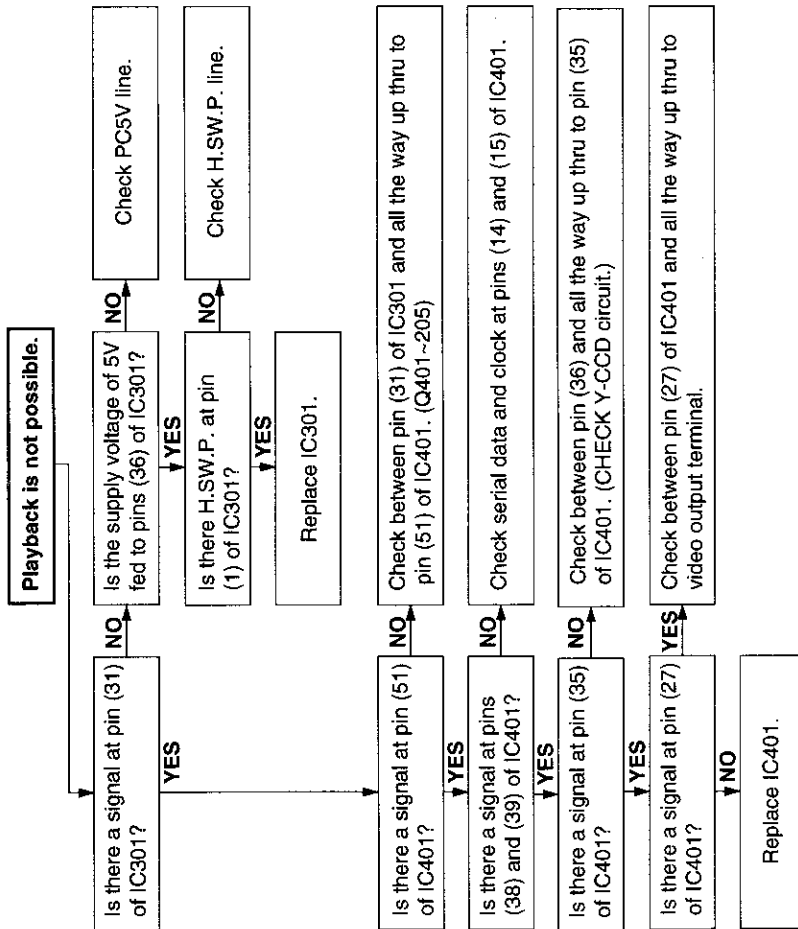 Playback is not possible.
Is there a signal at pin (31)
of IC301?
NO
Is the supply voltage of 5V
fed to pins (36) of IC301?
NO
Check PC5V line.
YES
Is there H.SW.P. at pin
(1) of IC301?
NO
Check H.SW.P. line.
YES
Replace IC301.
YES
Is there a signal at pin (51)
of IC401?
NO
Check between pin (31) of IC301 and all the way up thru to
pin (51) of IC401. (Q401~205)
YES
Is there a signal at pins
(38) and (39) of IC401?
NO
Check serial data and clock at pins (14) and (15) of IC401.
YES
Is there a signal at pin (35)
of IC401?
NO
Check between pin (36) and all the way up thru to pin (35)
of IC401. (CHECK Y-CCD circuit.)
YES
Is there a signal at pin (27)
of IC401?
YES
Check between pin (27) of IC401 and all the way up thru to
video output terminal.
NO
Replace IC401.